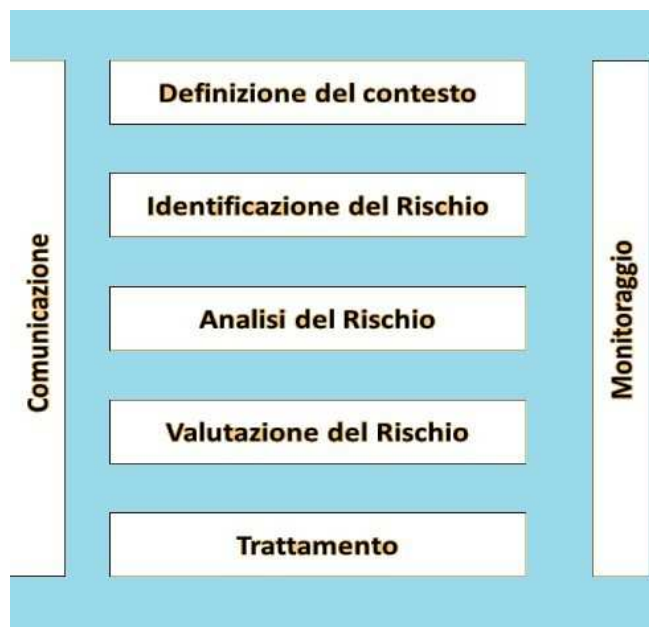 Definizione del contesto
Identificazione del Rischio
Analisi del Rischio
Valutazione del Rischio
Trattamento
Comunicazione
Monitoraggio